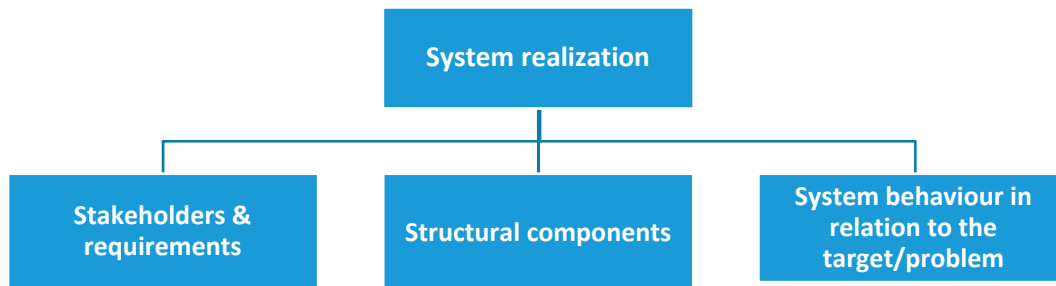 System realization
Stakeholders &
requirements
Structural components
System behaviour in
relation to the
target/problem